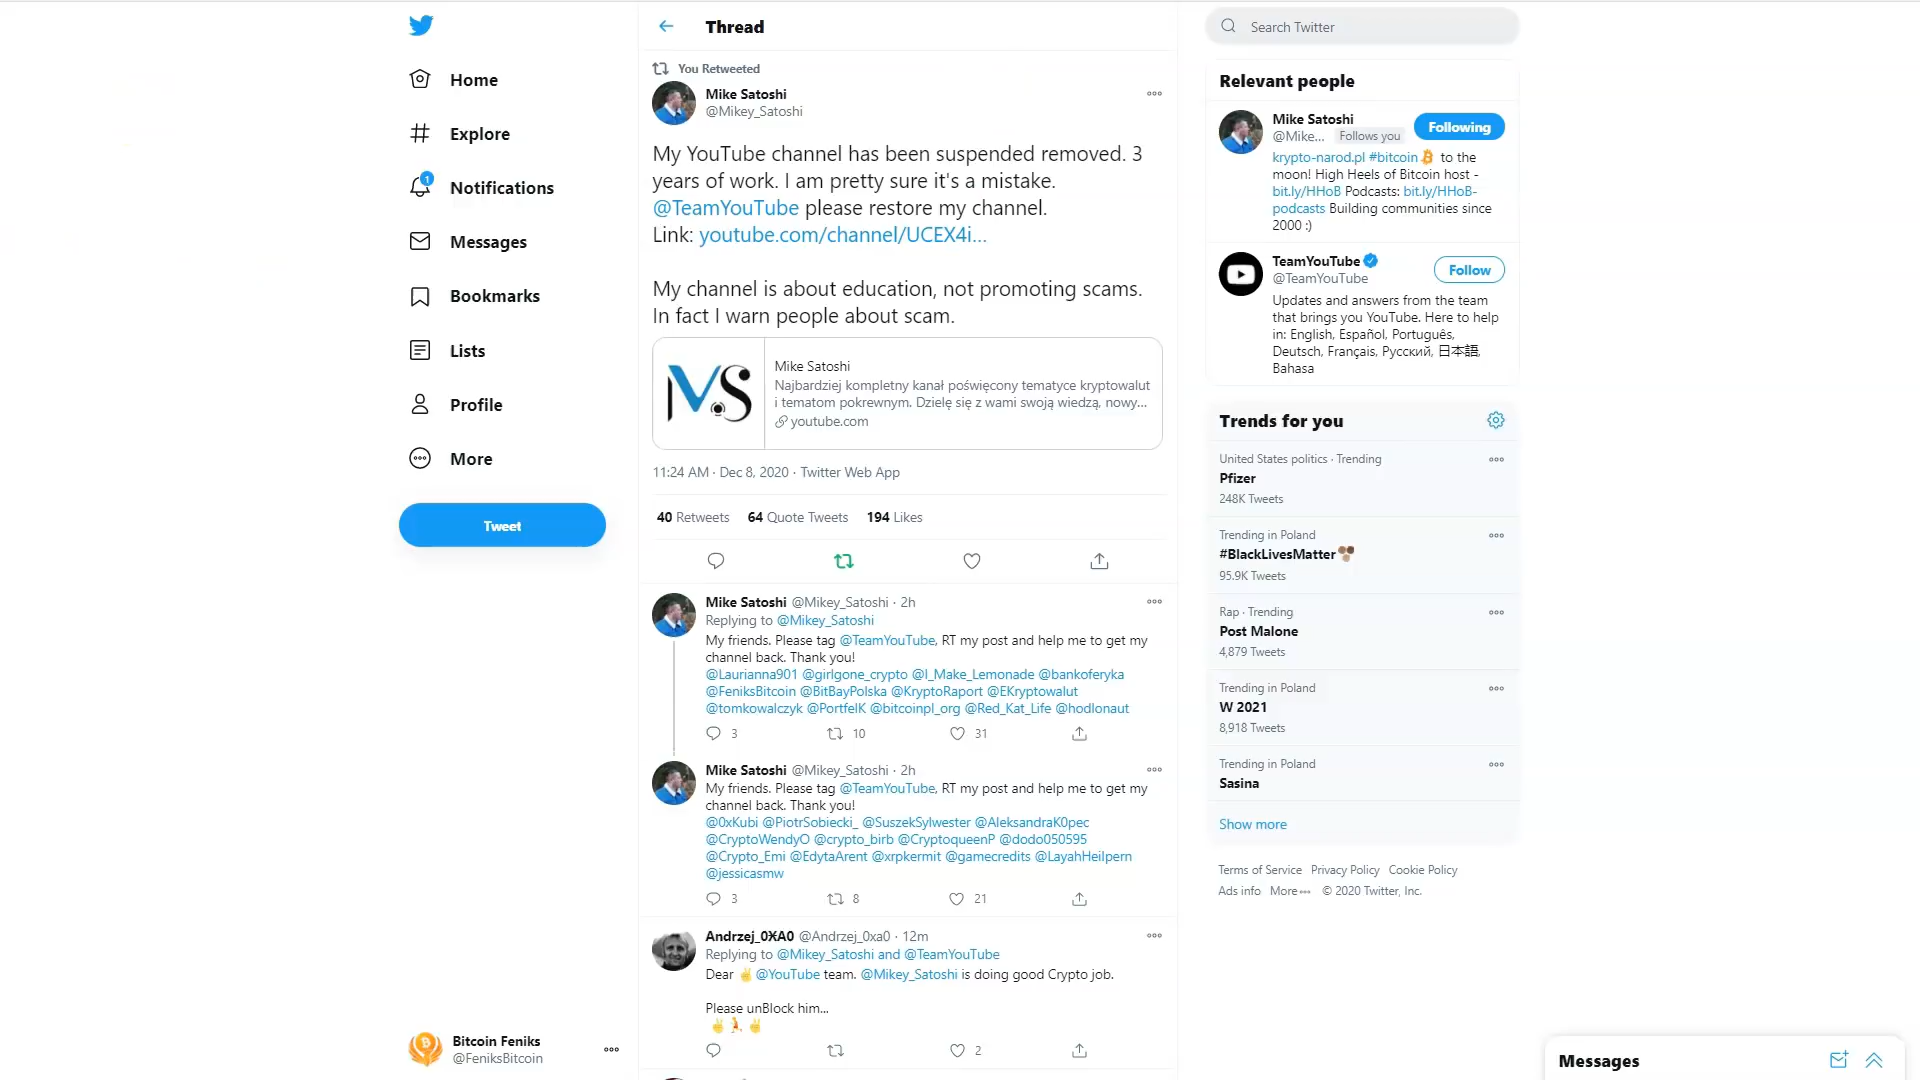 Home
Explore
1
Notifications
Messages
Bookmarks
Lists
Profile
More
Tweet
Bitcoin Feniks
@FeniksBitcoin
Thread
You Retweeted
Mike Satoshi
@Mikey_Satoshi
My YouTube channel has been suspended removed. 3
years of work. I am pretty sure it's a mistake.
@TeamYouTube please restore my channel.
Link: youtube.com/channel/UCEX4i...
My channel is about education, not promoting scams.
In fact I warn people about scam.
MS
Mike Satoshi
Najbardziej kompletny kanał poświęcony tematyce kryptowalut
i tematom pokrewnym. Dzielę się z wami swoją wiedzą, nowy...
youtube.com
11:24 AM · Dec 8, 2020 · Twitter Web App
40 Retweets 64 Quote Tweets 194 Likes
Mike Satoshi @Mikey_Satoshi · 2h
Replying to @Mikey_Satoshi
My friends. Please tag @TeamYouTube, RT my post and help me to get my
channel back. Thank you!
@Laurianna901 @girlgone_crypto @I_Make_Lemonade @bankoferyka
@FeniksBitcoin @BitBayPolska @KryptoRaport @EKryptowalut
@tomkowalczyk @PortfelK @bitcoinpl_org @Red_Kat_Life @hodlonaut
3 10 31
Mike Satoshi @Mikey_Satoshi · 2h
My friends. Please tag @TeamYouTube, RT my post and help me to get my
channel back. Thank you!
@0xKubi @PiotrSobiecki_ @SuszekSylwester @AleksandraK0pec
@CryptoWendyO @crypto_birb @CryptoqueenP @dodo050595
@Crypto_Emi @EdytaArent @xrpkermit @gamecredits @LayahHeilpern
@jessicasmw
3 8 21
Andrzej_0ӾA0 @Andrzej_0xa0 · 12m
Replying to @Mikey_Satoshi and @TeamYouTube
Dear ✌ @YouTube team. @Mikey_Satoshi is doing good Crypto job.
Please unBlock him...
2
Search Twitter
Relevant people
Mike Satoshi
@Mike... Follows you
Following
krypto-narod.pl #bitcoin to the
moon! High Heels of Bitcoin host -
bit.ly/HHoB Podcasts: bit.ly/HHoB-
podcasts Building communities since
2000 :)
TeamYouTube
@TeamYouTube
Follow
Updates and answers from the team
that brings you YouTube. Here to help
in: English, Español, Português,
Deutsch, Français, Русский, 日本語,
Bahasa
Trends for you
United States politics · Trending
Pfizer
248K Tweets
Trending in Poland
#BlackLivesMatter
95.9K Tweets
Rap · Trending
Post Malone
4,879 Tweets
Trending in Poland
W 2021
8,918 Tweets
Trending in Poland
Sasina
Show more
Terms of Service Privacy Policy Cookie Policy
Ads info More © 2020 Twitter, Inc.
Messages